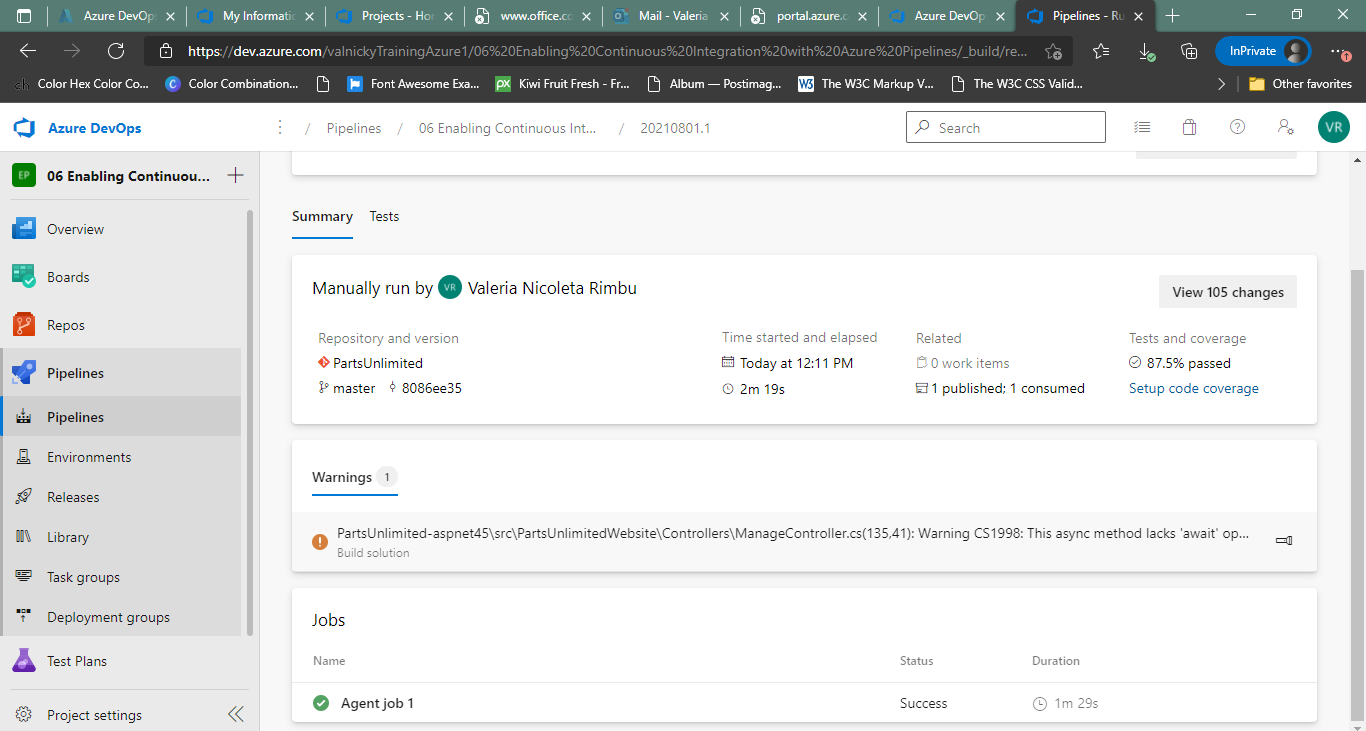 Azure DevOps
My Informatic
Projects - Hor
www.office.co
Mail - Valeria
portal.azure.c
Azure DevOp
Pipelines - Ru
https://dev.azure.com/valnickyTrainingAzure1/06%20Enabling%20Continuous%20Integration%20with%20Azure%20Pipelines/_build/re...
InPrivate
Color Hex Color Co...
Color Combination...
Font Awesome Exa...
Kiwi Fruit Fresh - Fr...
Album — Postimag...
The W3C Markup V...
The W3C CSS Valid...
Other favorites
Azure DevOps
/ Pipelines / 06 Enabling Continuous Int... / 20210801.1
Search
VR
EP 06 Enabling Continuou...
Overview
Boards
Repos
Pipelines
Pipelines
Environments
Releases
Library
Task groups
Deployment groups
Test Plans
Project settings
Summary Tests
Manually run by VR Valeria Nicoleta Rimbu
View 105 changes
Repository and version
PartsUnlimited
master 8086ee35
Time started and elapsed
Today at 12:11 PM
2m 19s
Related
0 work items
1 published; 1 consumed
Tests and coverage
87.5% passed
Setup code coverage
Warnings 1
PartsUnlimited-aspnet45\src\PartsUnlimitedWebsite\Controllers\ManageController.cs(135,41): Warning CS1998: This async method lacks 'await' op...
Build solution
Jobs
Name Status Duration
Agent job 1 Success 1m 29s